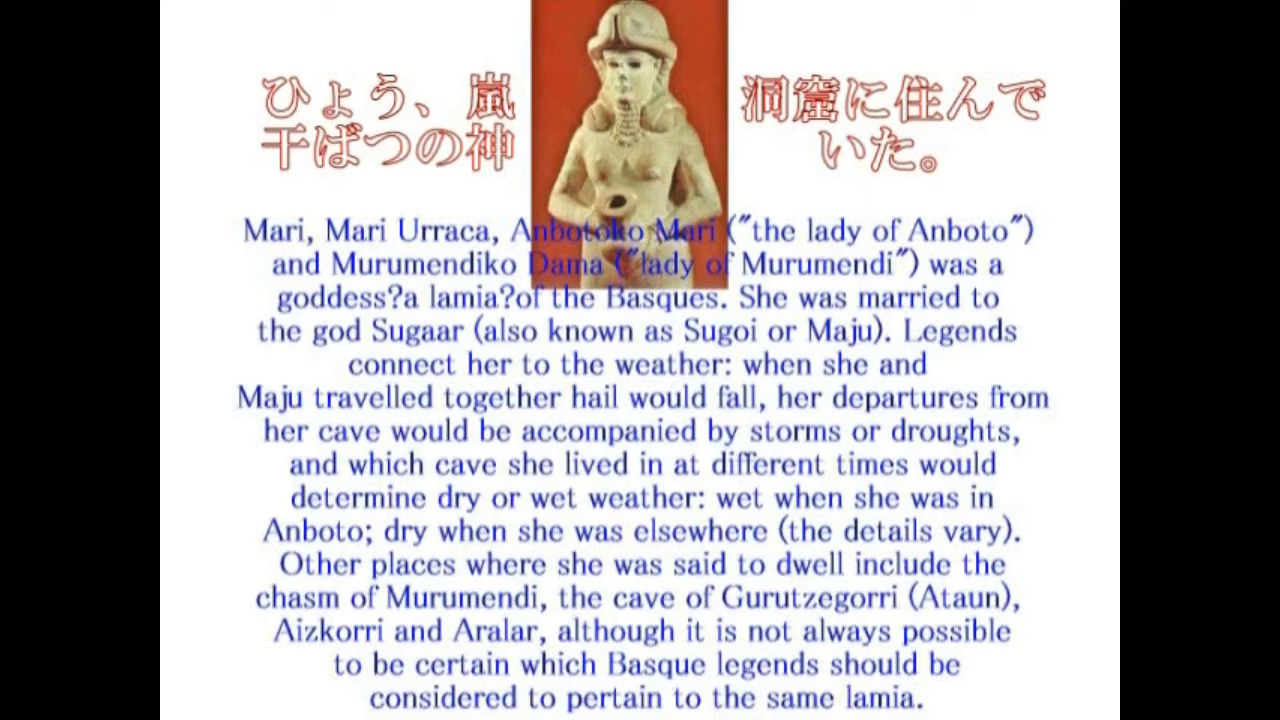 ひょう、嵐
干ばつの神
洞窟に住んで
いた。
Mari, Mari Urraca, Anbotoko Mari ("the lady of Anboto")
and Murumendiko Dama ("lady of Murumendi") was a
goddess?a lamia?of the Basques. She was married to
the god Sugaar (also known as Sugoi or Maju). Legends
connect her to the weather: when she and
Maju travelled together hail would fall, her departures from
her cave would be accompanied by storms or droughts,
and which cave she lived in at different times would
determine dry or wet weather: wet when she was in
Anboto; dry when she was elsewhere (the details vary).
Other places where she was said to dwell include the
chasm of Murumendi, the cave of Gurutzegorri (Ataun),
Aizkorri and Aralar, although it is not always possible
to be certain which Basque legends should be
considered to pertain to the same lamia.